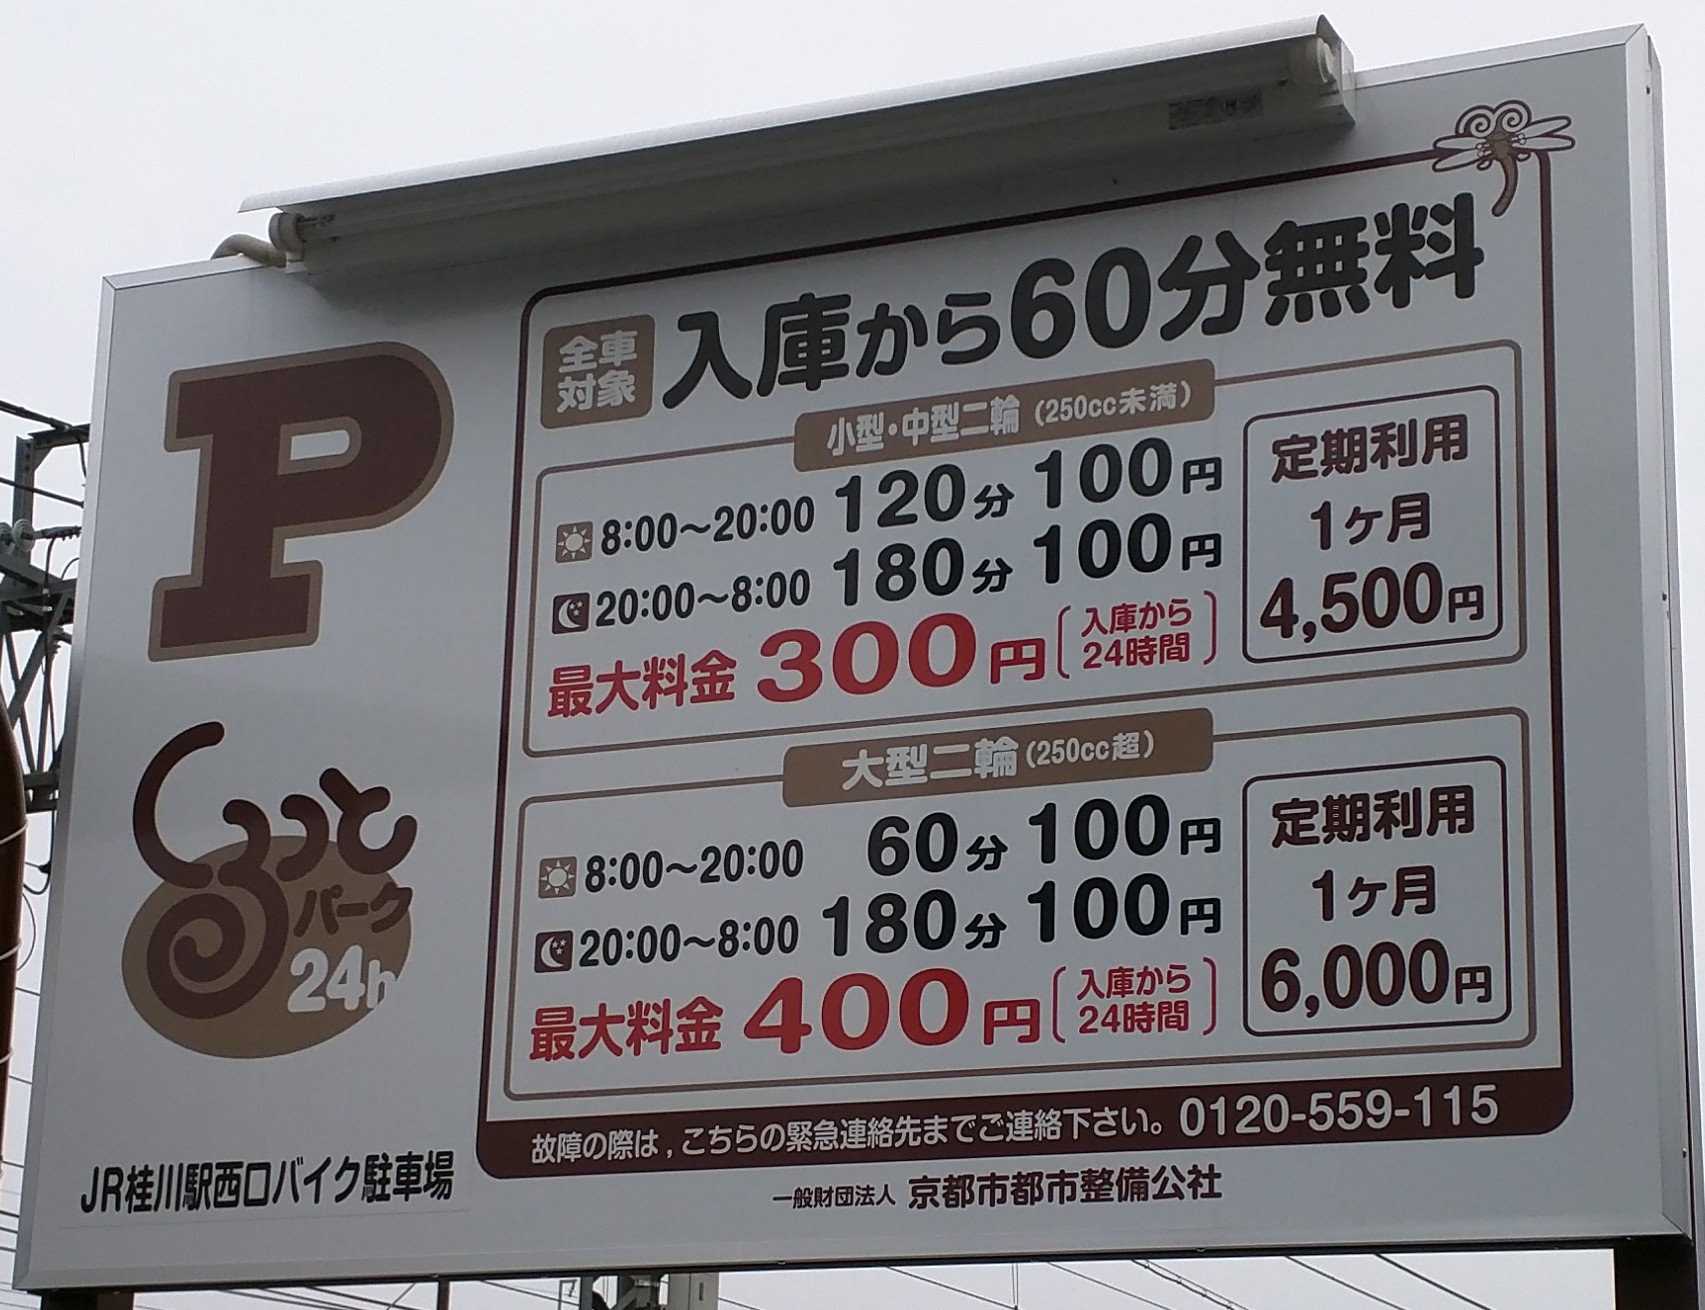 P
くるっと
パーク
24h
JR桂川駅西口バイク駐車場
全車
対象
入庫から60分無料
小型・中型二輪（250cc未満）
8:00～20:00 120分 100円
20:00～8:00 180分 100円
最大料金 300円 入庫から
24時間
定期利用
1ヶ月
4,500円
大型二輪（250cc超）
8:00～20:00 60分 100円
20:00～8:00 180分 100円
最大料金 400円 入庫から
24時間
定期利用
1ヶ月
6,000円
故障の際は，こちらの緊急連絡先までご連絡下さい。0120-559-115
一般財団法人 京都市都市整備公社